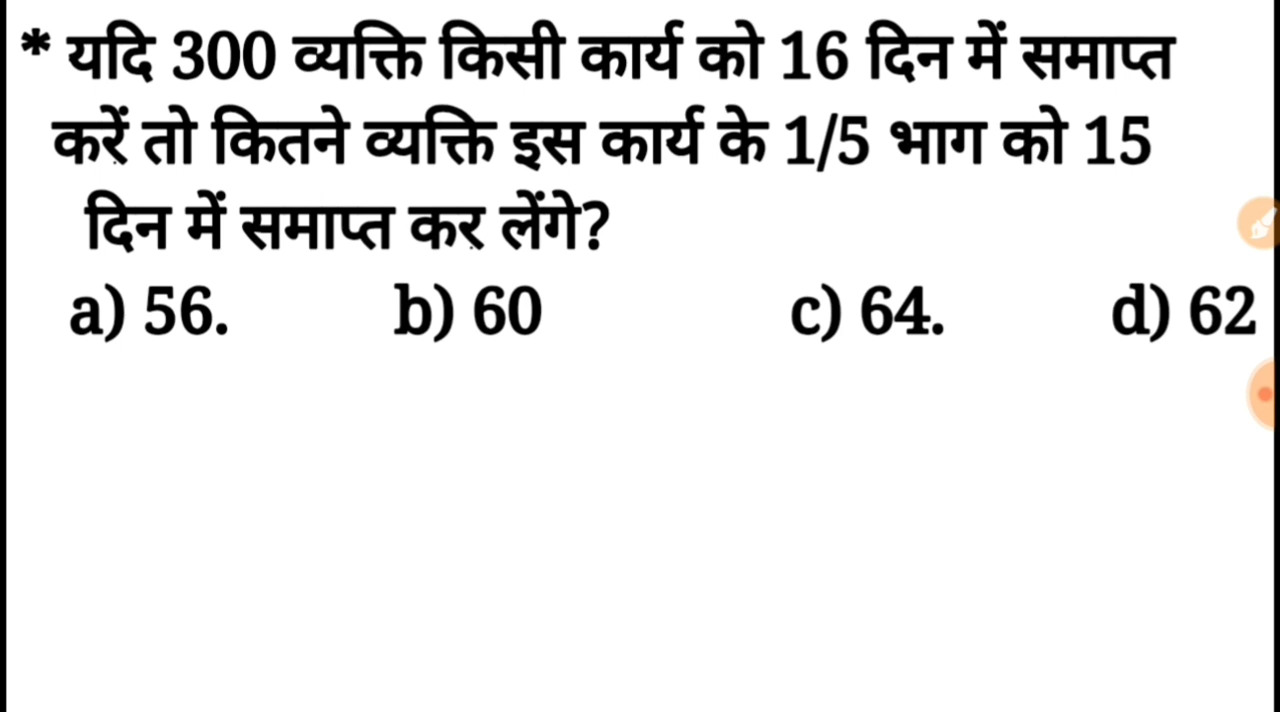 * यदि 300 व्यक्ति किसी कार्य को 16 दिन में समाप्त
करें तो कितने व्यक्ति इस कार्य के 1/5 भाग को 15
दिन में समाप्त कर लेंगे?
a) 56. b) 60 c) 64. d) 62